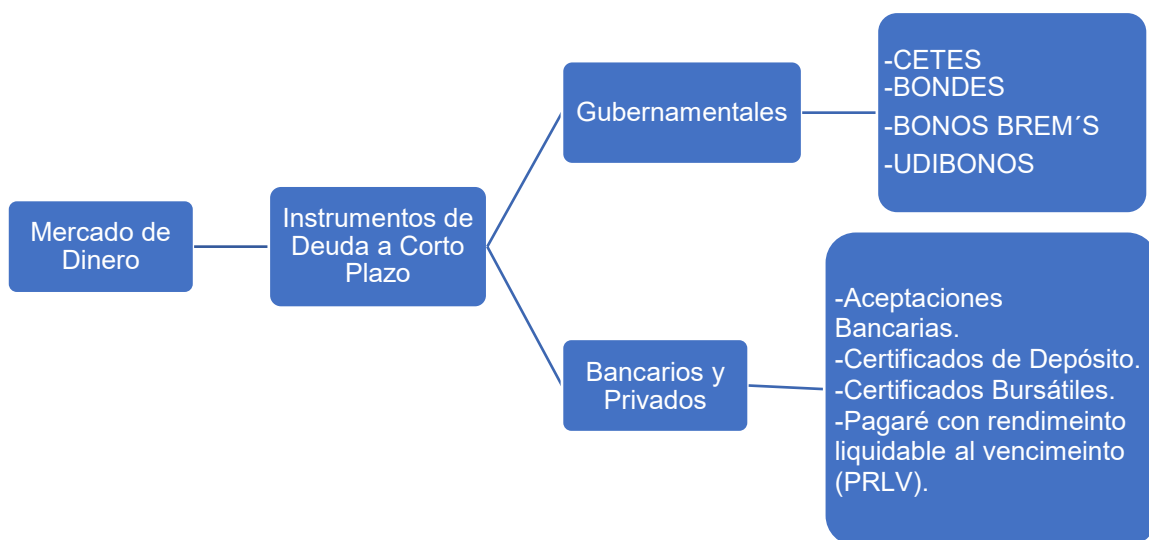 Mercado de
Dinero
Instrumentos de
Deuda a Corto
Plazo
Gubernamentales
-CETES
-BONDES
-BONOS BREM´S
-UDIBONOS
Bancarios y
Privados
-Aceptaciones
Bancarias.
-Certificados de Depósito.
-Certificados Bursátiles.
-Pagaré con rendimeinto
liquidable al vencimeinto
(PRLV).